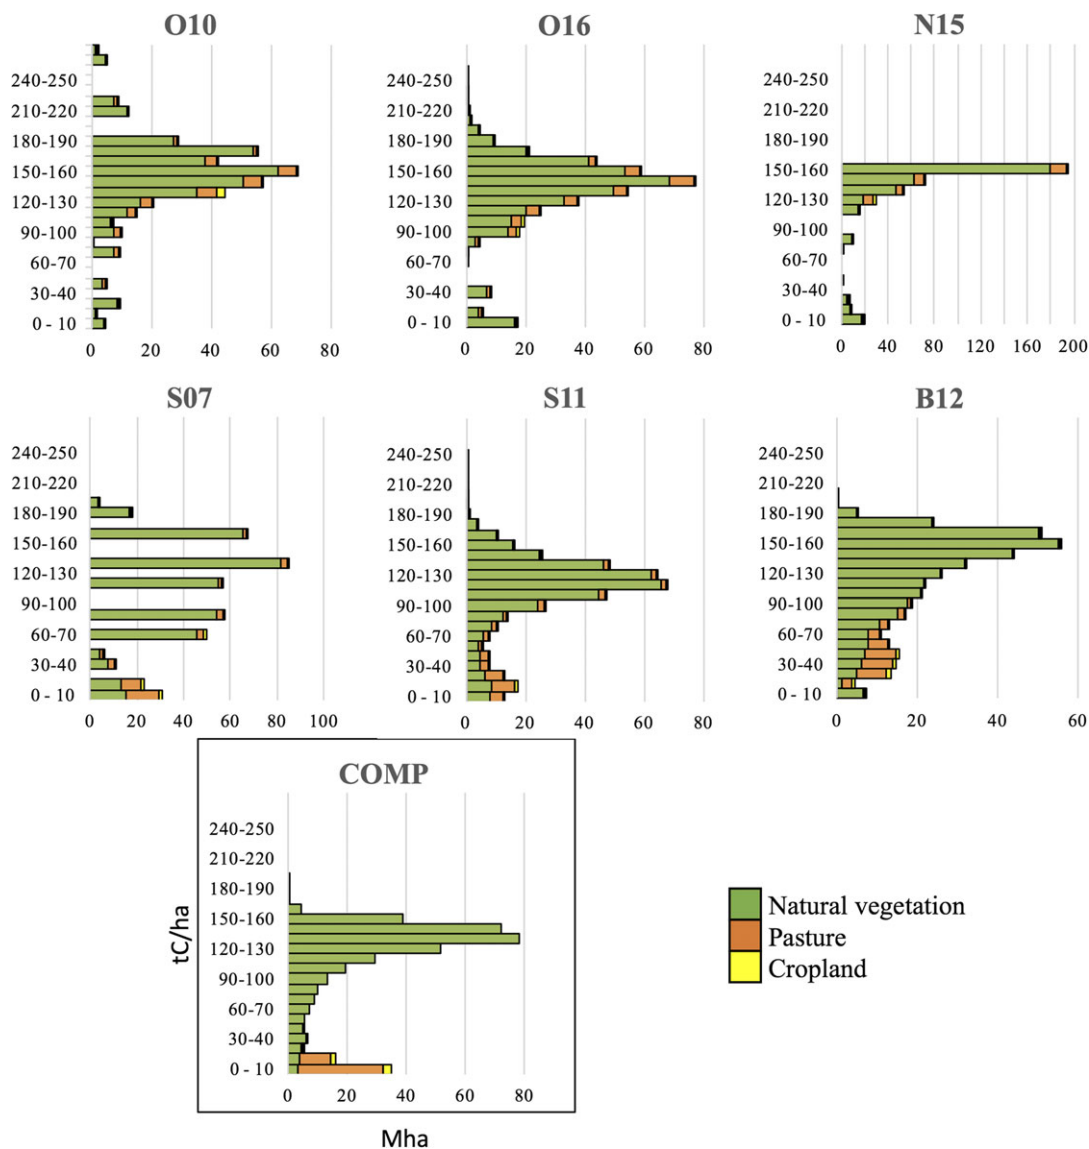 O10 O16 N15
240-250 240-250 240-250
210-220 210-220 210-220
180-190 180-190 180-190
150-160 150-160 150-160
120-130 120-130 120-130
90-100 90-100 90-100
60-70 60-70 60-70
30-40 30-40 30-40
0 - 10 0 - 10 0 - 10
0 20 40 60 80 0 20 40 60 80 0 40 80 120 160 200
S07 S11 B12
240-250 240-250 240-250
210-220 210-220 210-220
180-190 180-190 180-190
150-160 150-160 150-160
120-130 120-130 120-130
90-100 90-100 90-100
60-70 60-70 60-70
30-40 30-40 30-40
0 - 10 0 - 10 0 - 10
0 20 40 60 80 100 0 20 40 60 80 0 20 40 60
COMP
tC/ha
240-250
210-220
180-190
150-160
120-130
90-100
60-70
30-40
0 - 10
0 20 40 60 80
Mha
Natural vegetation
Pasture
Cropland